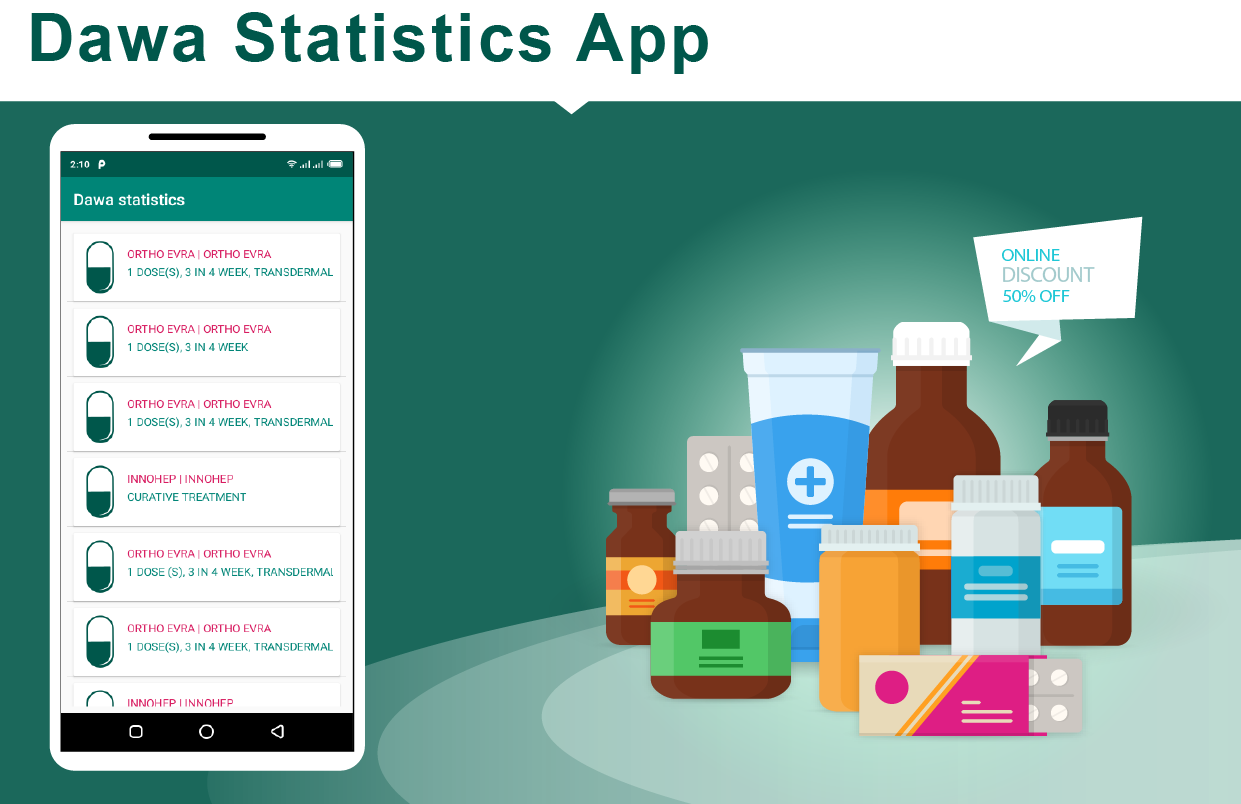 Dawa Statistics App
2:10
Dawa statistics
ORTHO EVRA | ORTHO EVRA
1 DOSE(S), 3 IN 4 WEEK, TRANSDERMAL
ORTHO EVRA | ORTHO EVRA
1 DOSE(S), 3 IN 4 WEEK
ORTHO EVRA | ORTHO EVRA
1 DOSE(S), 3 IN 4 WEEK, TRANSDERMAL
INNOHEP | INNOHEP
CURATIVE TREATMENT
ORTHO EVRA | ORTHO EVRA
1 DOSE (S), 3 IN 4 WEEK, TRANSDERMAL
ORTHO EVRA | ORTHO EVRA
1 DOSE(S), 3 IN 4 WEEK, TRANSDERMAL
INNOHEP | INNOHEP
ONLINE
DISCOUNT
50% OFF